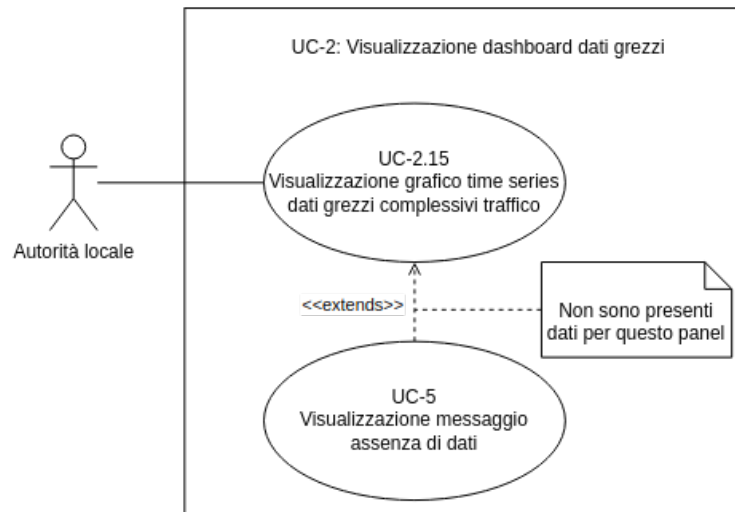 UC-2: Visualizzazione dashboard dati grezzi
UC-2.15
Visualizzazione grafico time series
dati grezzi complessivi traffico
Autorità locale
<<extends>>
Non sono presenti
dati per questo panel
UC-5
Visualizzazione messaggio
assenza di dati